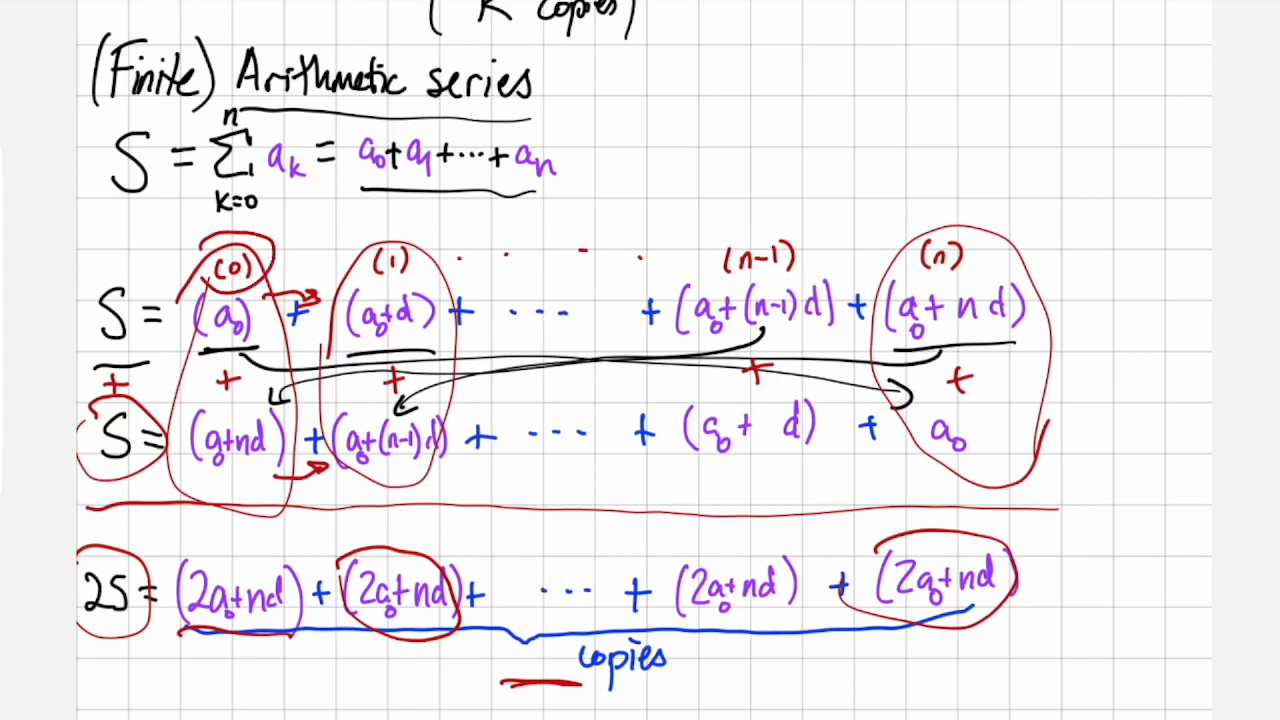 ( K copies)
(Finite) Arithmetic series
n
S = ∑ a_k = a_0 + a_1 + ... + a_n
k=0
(0) (1) . . - . (n-1) (n)
S = (a_0) + (a_0+d) + ... + (a_0+(n-1)d) + (a_0+nd)
+ + + + +
S = (a_0+nd) + (a_0+(n-1)d) + ... + (a_0+ d) + a_0
2S = (2a_0+nd) + (2a_0+nd) + ... + (2a_0+nd) + (2a_0+nd)
copies